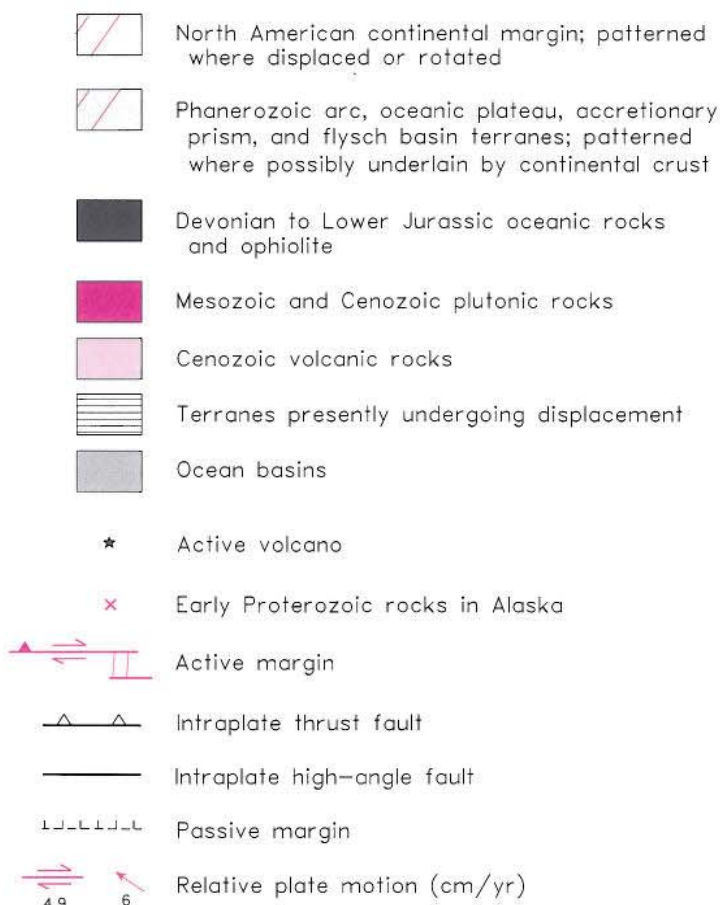 North American continental margin; patterned
where displaced or rotated
Phanerozoic arc, oceanic plateau, accretionary
prism, and flysch basin terranes; patterned
where possibly underlain by continental crust
Devonian to Lower Jurassic oceanic rocks
and ophiolite
Mesozoic and Cenozoic plutonic rocks
Cenozoic volcanic rocks
Terranes presently undergoing displacement
Ocean basins
Active volcano
Early Proterozoic rocks in Alaska
Active margin
Intraplate thrust fault
Intraplate high-angle fault
Passive margin
Relative plate motion (cm/yr)
4.9 6